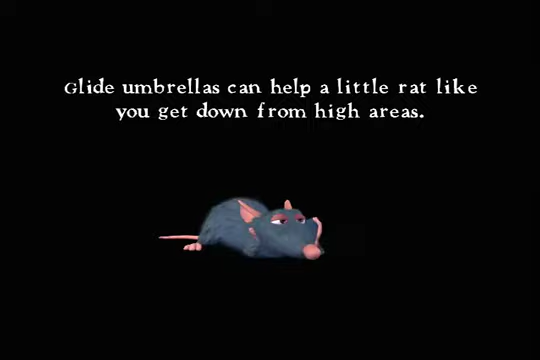 Glide umbrellas can help a little rat like
you get down from high areas.